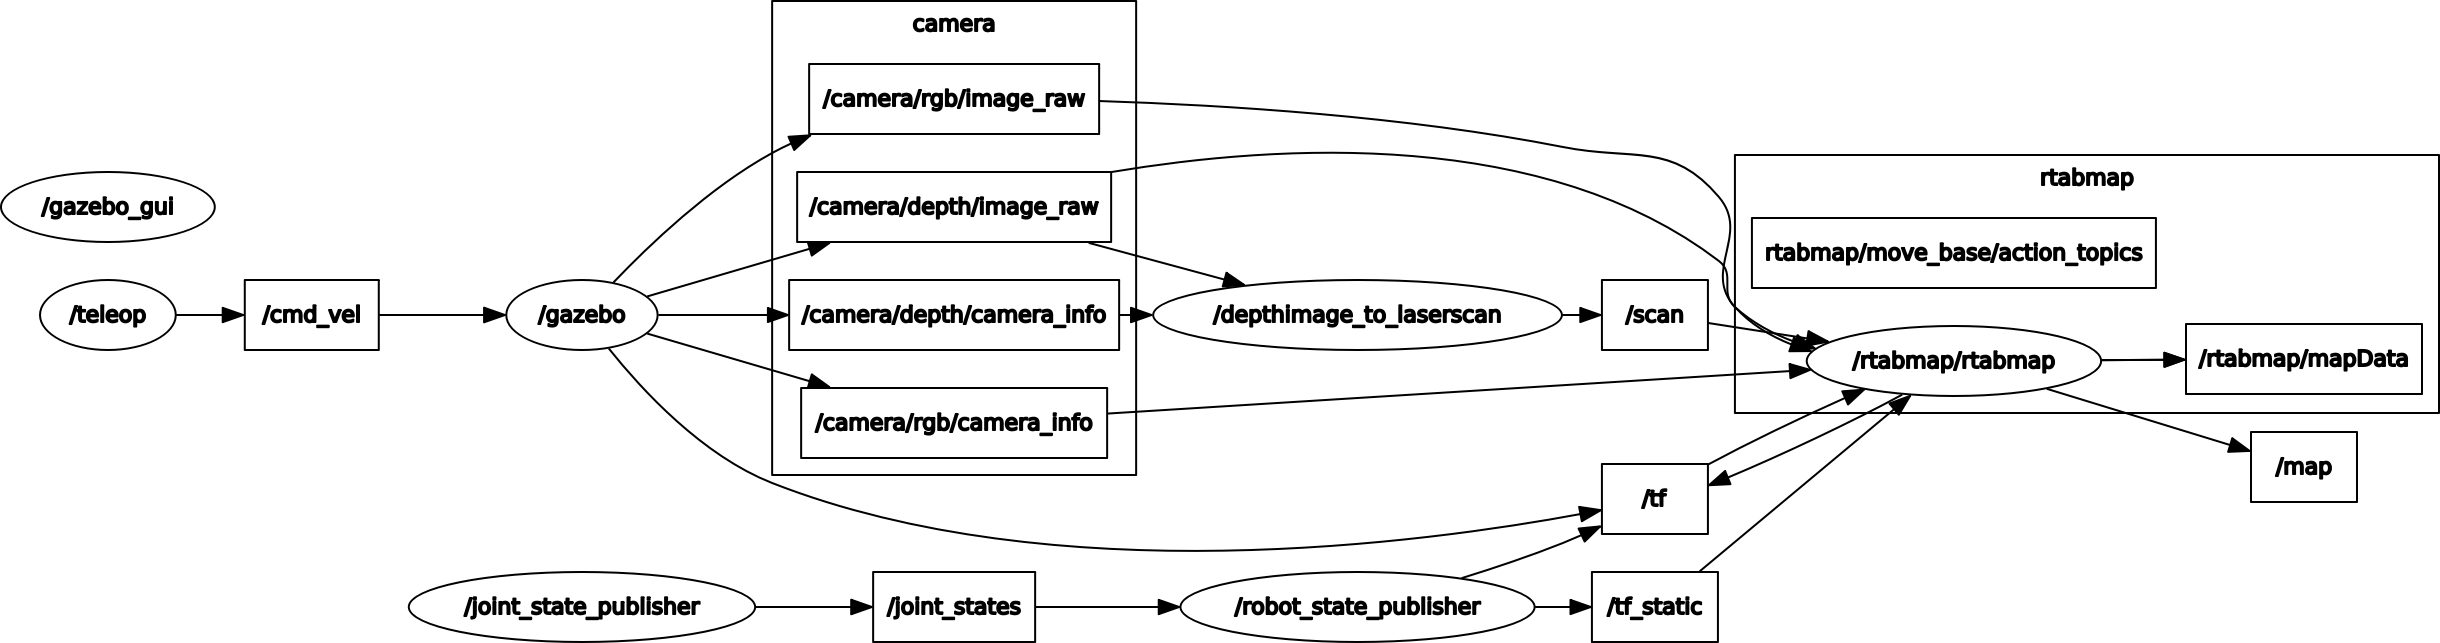 camera
/camera/rgb/image_raw
/gazebo_gui
/camera/depth/image_raw
rtabmap
rtabmap/move_base/action_topics
/teleop
/cmd_vel
/gazebo
/camera/depth/camera_info
/depthimage_to_laserscan
/scan
/rtabmap/rtabmap
/rtabmap/mapData
/camera/rgb/camera_info
/map
/tf
/joint_state_publisher
/joint_states
/robot_state_publisher
/tf_static